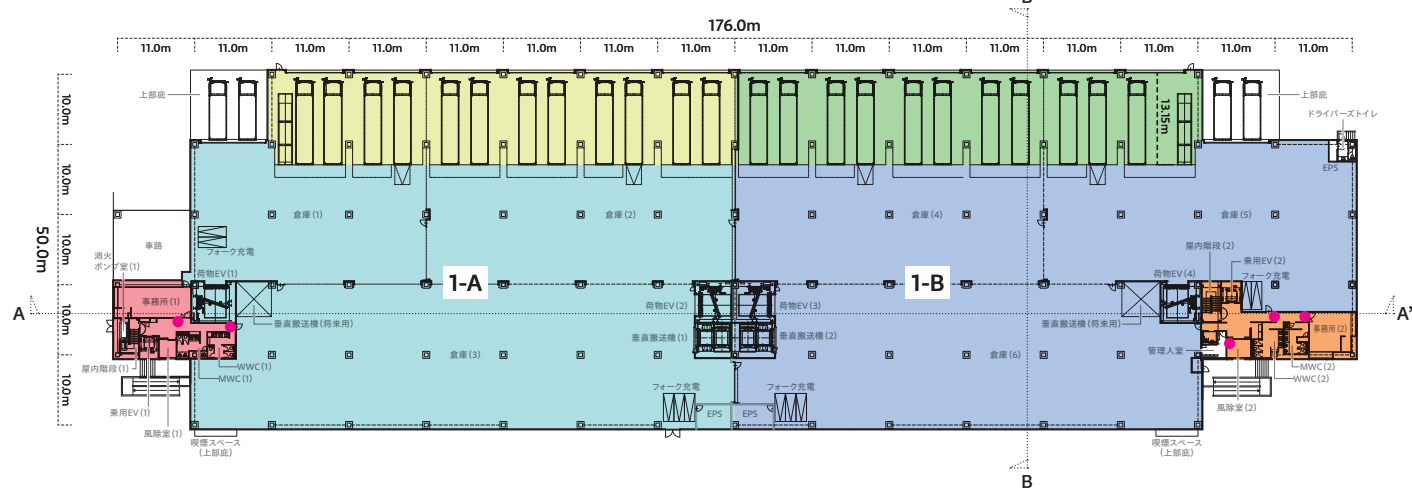 B
176.0m
11.0m 11.0m 11.0m 11.0m 11.0m 11.0m 11.0m 11.0m 11.0m 11.0m 11.0m 11.0m 11.0m 11.0m 11.0m 11.0m
上部庇
上部庇
10.0m
13.15m
ドライバーズトイレ
10.0m
EPS
倉庫(1)
倉庫(2)
倉庫(4)
倉庫(5)
50.0m
10.0m
車路
フォーク充電
消火
ポンプ室(1)
荷物EV(1)
1-A
1-B
屋内階段(2)
乗用EV(2)
荷物EV(4)
フォーク充電
事務所(1)
荷物EV(2)
荷物EV(3)
A
A'
10.0m
垂直搬送機(将来用)
垂直搬送機(将来用)
事務所(2)
垂直搬送機(1)
垂直搬送機(2)
倉庫(3)
倉庫(6)
管理人室
屋内階段(1)
WWC(1)
MWC(1)
MWC(2)
WWC(2)
10.0m
フォーク充電
フォーク充電
乗用EV(1)
EPS
EPS
風除室(2)
風除室(1)
喫煙スペース
(上部庇)
喫煙スペース
(上部庇)
B